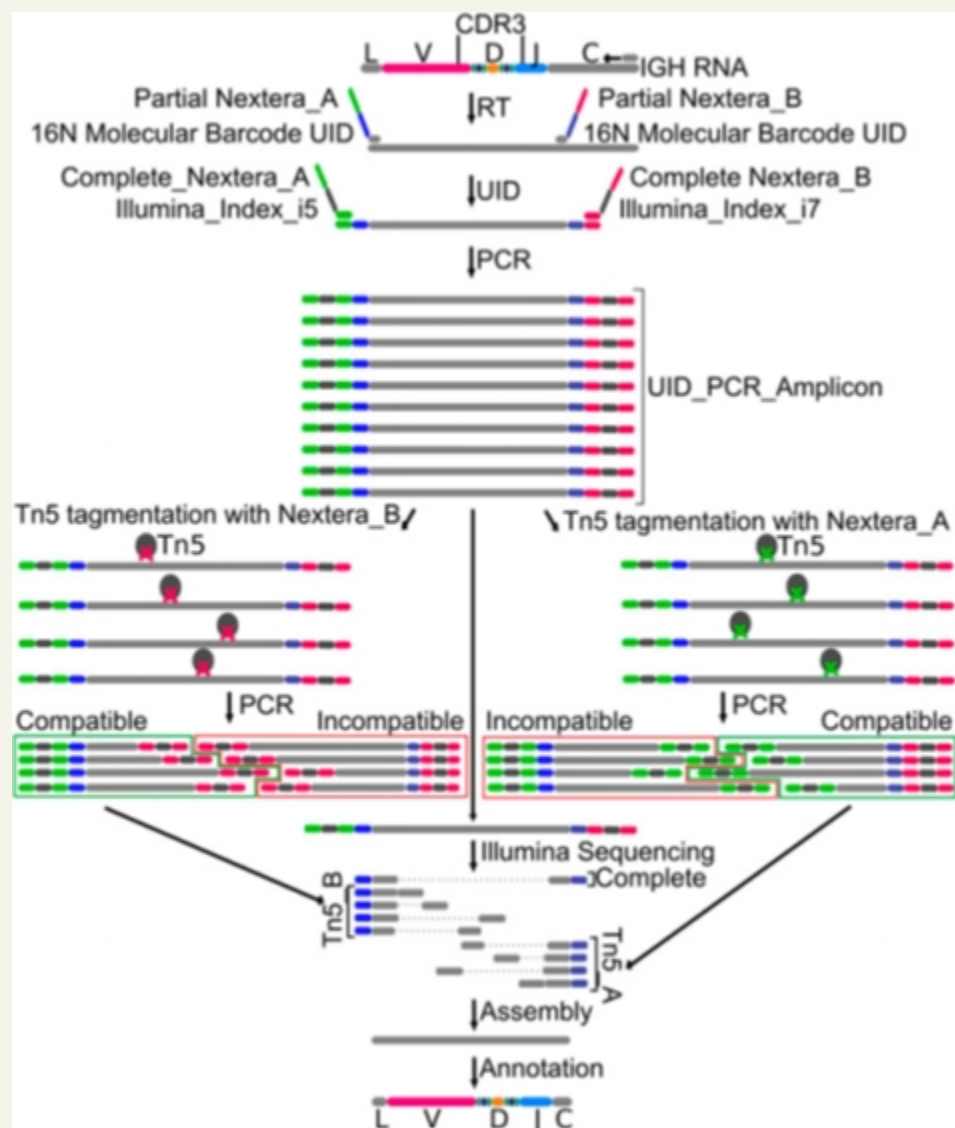 CDR3
L V D J C
IGH RNA
Partial Nextera_A RT Partial Nextera_B
16N Molecular Barcode UID 16N Molecular Barcode UID
Complete_Nextera_A UID Complete Nextera_B
Illumina_Index_i5 Illumina_Index_i7
PCR
UID_PCR_Amplicon
Tn5 tagmentation with Nextera_B Tn5 tagmentation with Nextera_A
Tn5 Tn5
PCR PCR
Compatible Incompatible Incompatible Compatible
Illumina Sequencing
Complete
Tn5 B
Tn5 A
Assembly
Annotation
L V D J C